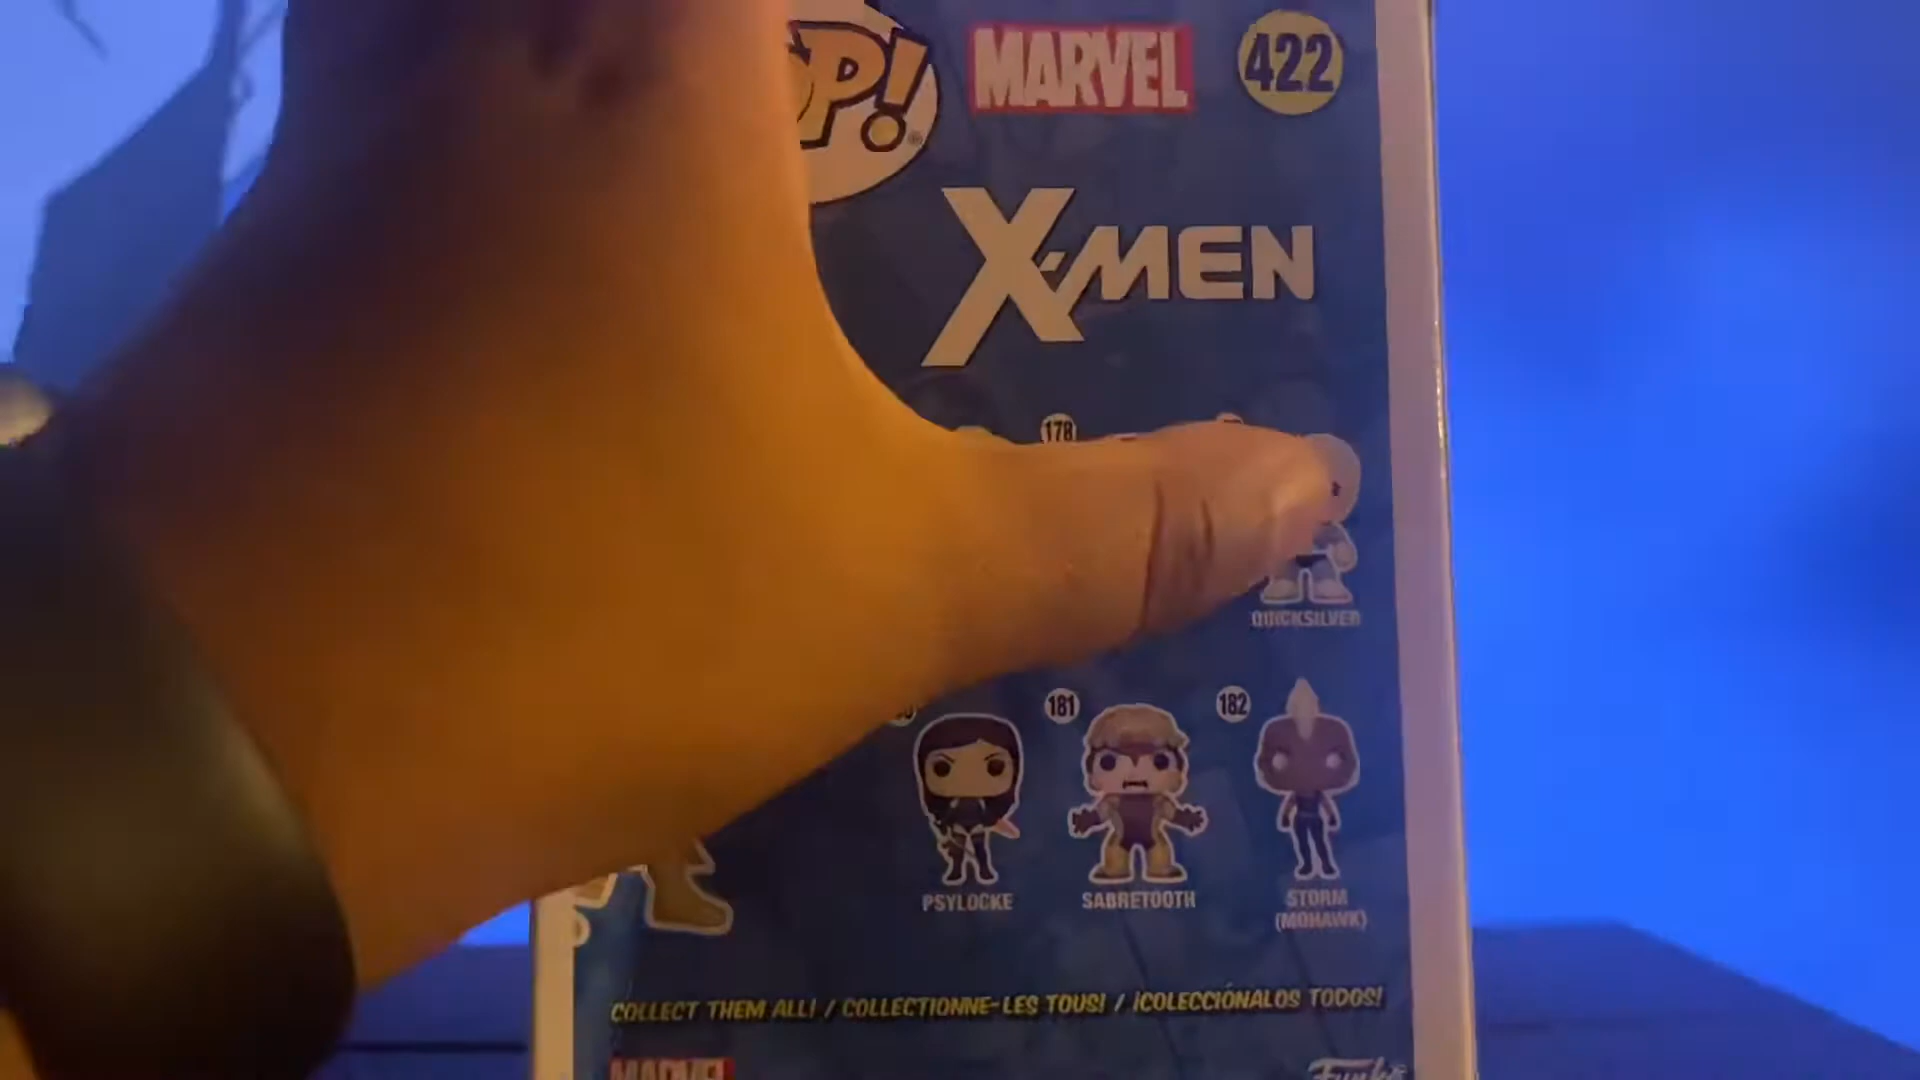 OP! MARVEL 422
X-MEN
178
QUICKSILVER
181 182
PSYLOCKE SABRETOOTH STORM
(MOHAWK)
COLLECT THEM ALL! / COLLECTIONNE-LES TOUS! / ¡COLECCIÓNALOS TODOS!
MARVEL Funko